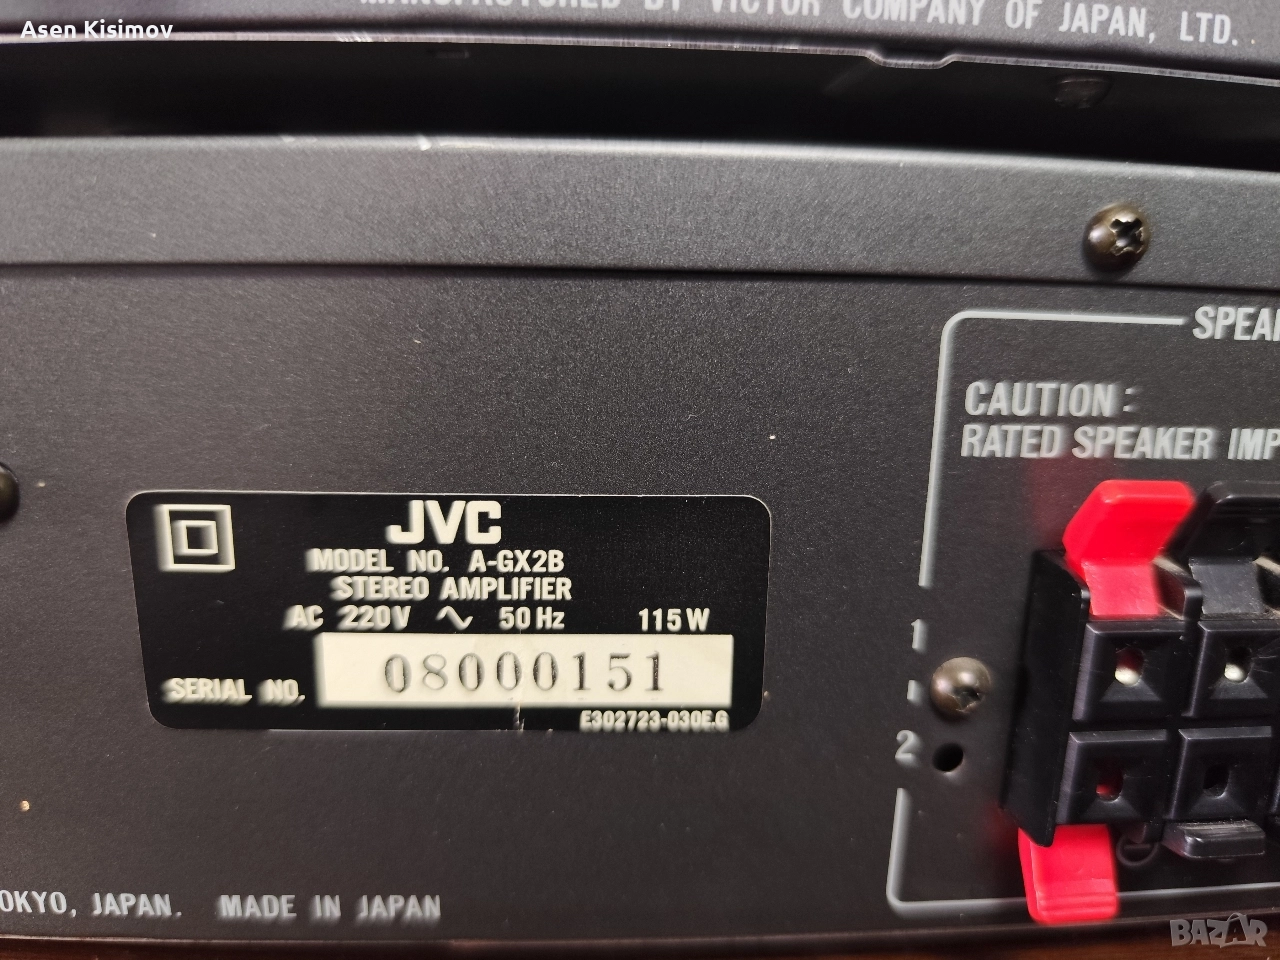 MANUFACTURED BY VICTOR COMPANY OF JAPAN, LTD.
Asen Kisimov
SPEA
CAUTION:
RATED SPEAKER IMP
JVC
MODEL NO. A-GX2B
STEREO AMPLIFIER
AC 220V ∿ 50Hz 115W
SERIAL NO. 08000151
E302723-030E.G
1
2
OKYO, JAPAN. MADE IN JAPAN
BAZAR